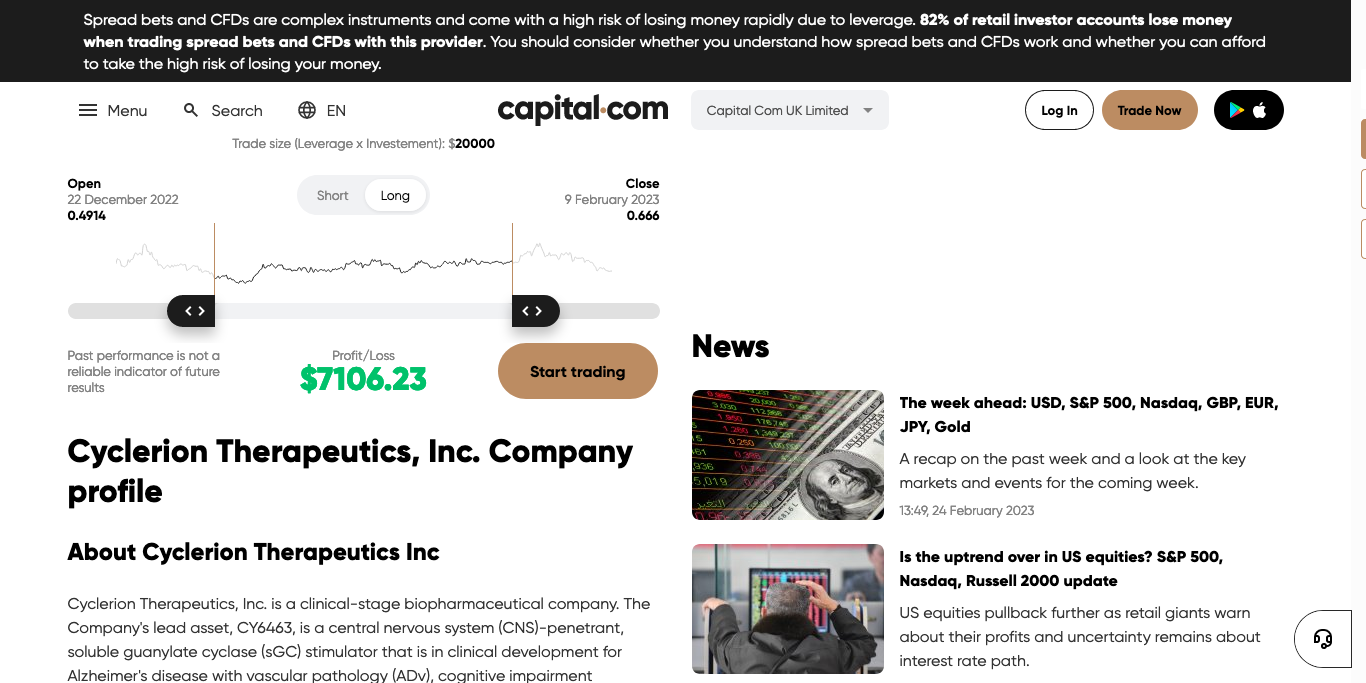 Spread bets and CFDs are complex instruments and come with a high risk of losing money rapidly due to leverage. 82% of retail investor accounts lose money
when trading spread bets and CFDs with this provider. You should consider whether you understand how spread bets and CFDs work and whether you can afford
to take the high risk of losing your money.
Menu
Search
EN
capital.com
Capital Com UK Limited
Log In
Trade Now
Trade size (Leverage x Investement): $20000
Open
22 December 2022
0.4914
Short
Long
Close
9 February 2023
0.666
Past performance is not a
reliable indicator of future
results
Profit/Loss
$7106.23
Start trading
Cyclerion Therapeutics, Inc. Company
profile
About Cyclerion Therapeutics Inc
Cyclerion Therapeutics, Inc. is a clinical-stage biopharmaceutical company. The
Company's lead asset, CY6463, is a central nervous system (CNS)-penetrant,
soluble guanylate cyclase (sGC) stimulator that is in clinical development for
Alzheimer's disease with vascular pathology (ADv), cognitive impairment
News
The week ahead: USD, S&P 500, Nasdaq, GBP, EUR,
JPY, Gold
A recap on the past week and a look at the key
markets and events for the coming week.
13:49, 24 February 2023
Is the uptrend over in US equities? S&P 500,
Nasdaq, Russell 2000 update
US equities pullback further as retail giants warn
about their profits and uncertainty remains about
interest rate path.